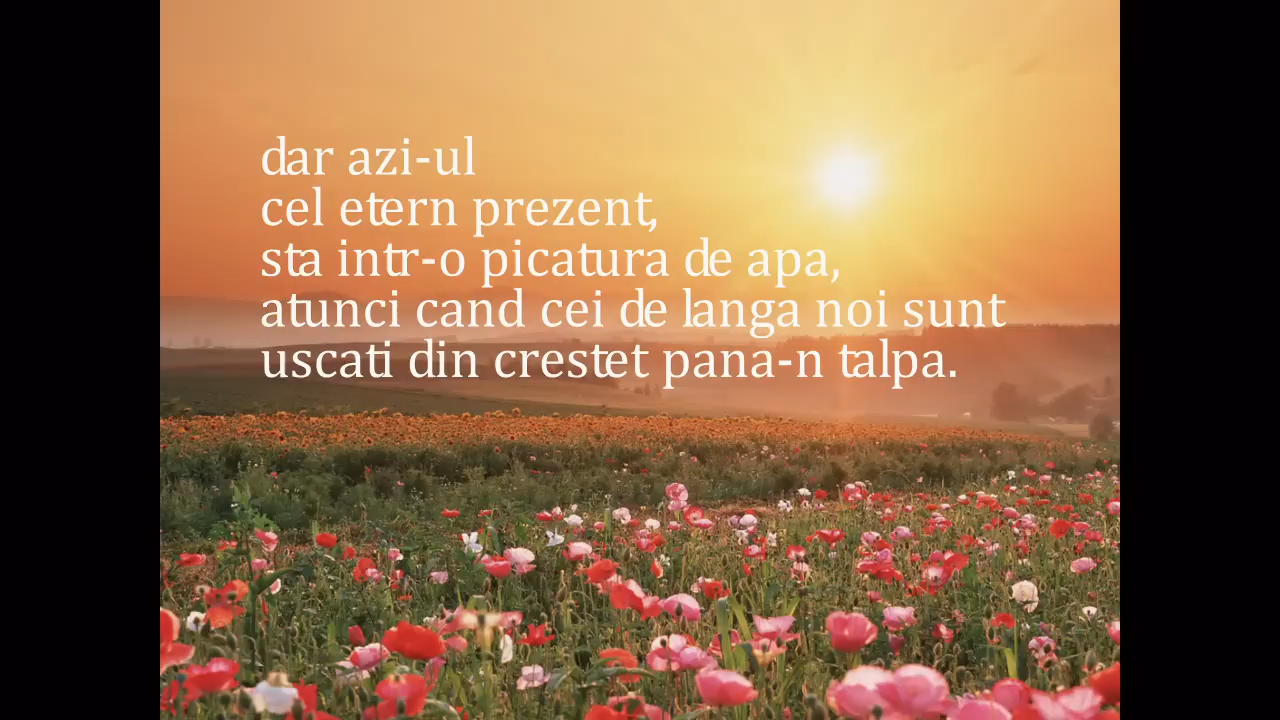 dar azi-ul
cel etern prezent,
sta intr-o picatura de apa,
atunci cand cei de langa noi sunt
uscati din crestet pana-n talpa.